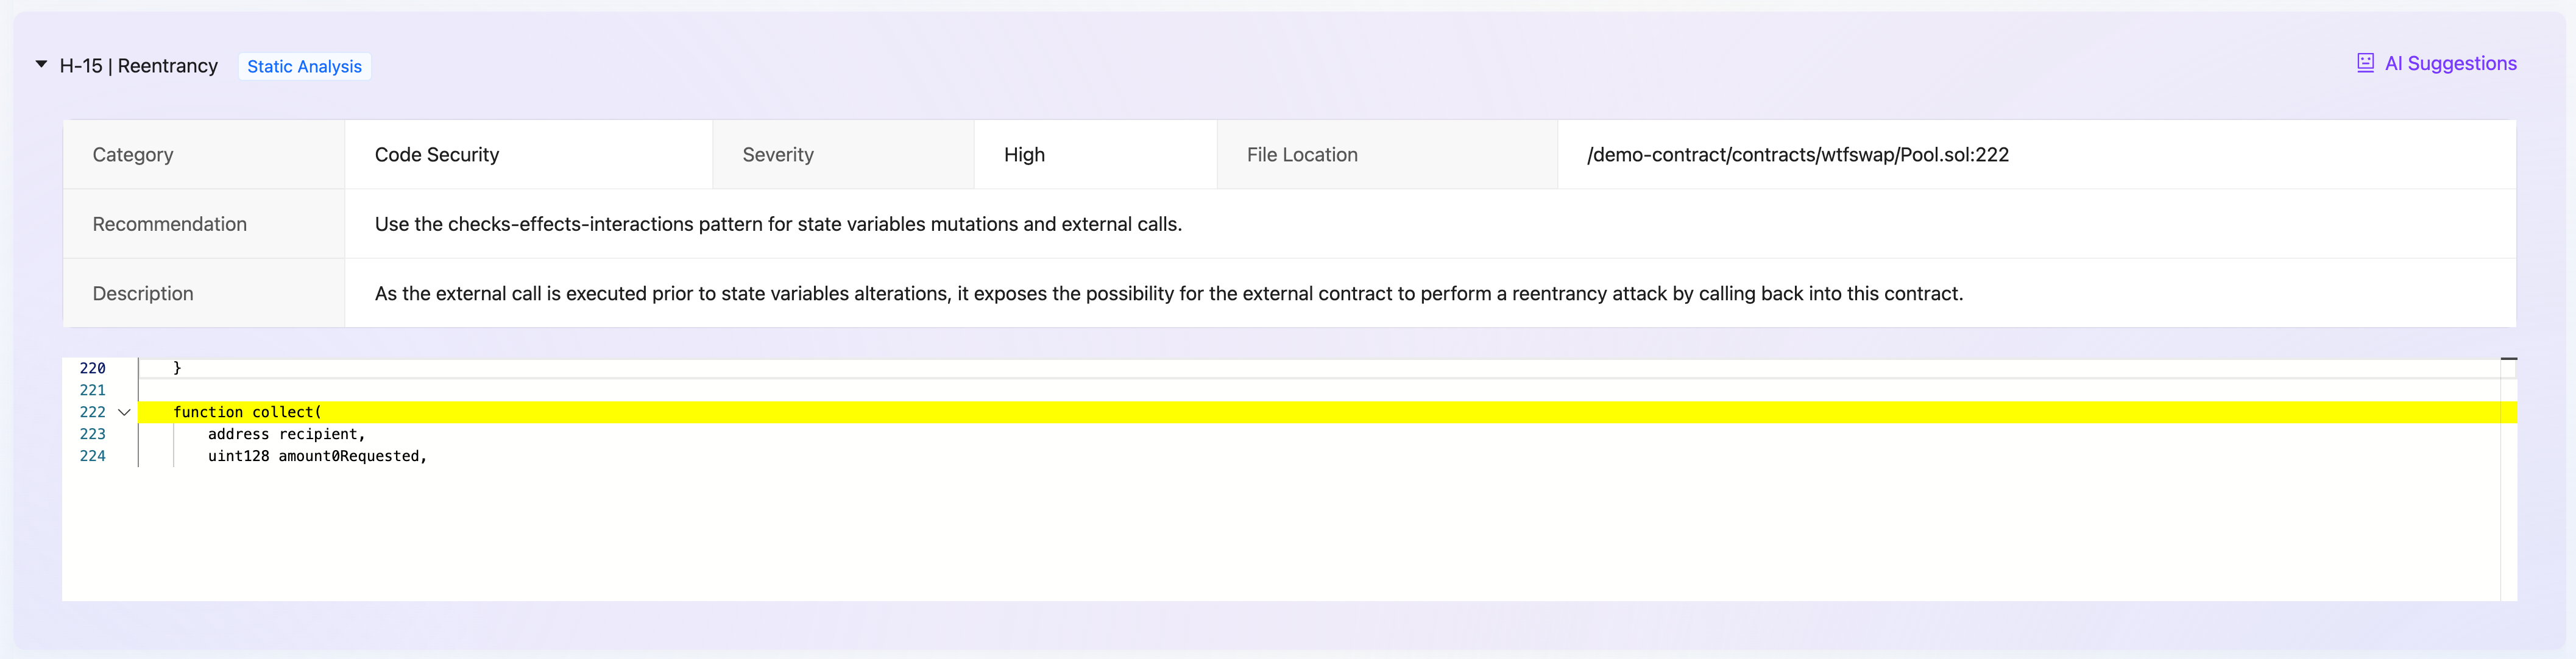 H-15 | Reentrancy Static Analysis AI Suggestions
Category Code Security Severity High File Location /demo-contract/contracts/wtfswap/Pool.sol:222
Recommendation Use the checks-effects-interactions pattern for state variables mutations and external calls.
Description As the external call is executed prior to state variables alterations, it exposes the possibility for the external contract to perform a reentrancy attack by calling back into this contract.
220 }
221
222 function collect(
223 address recipient,
224 uint128 amount0Requested,